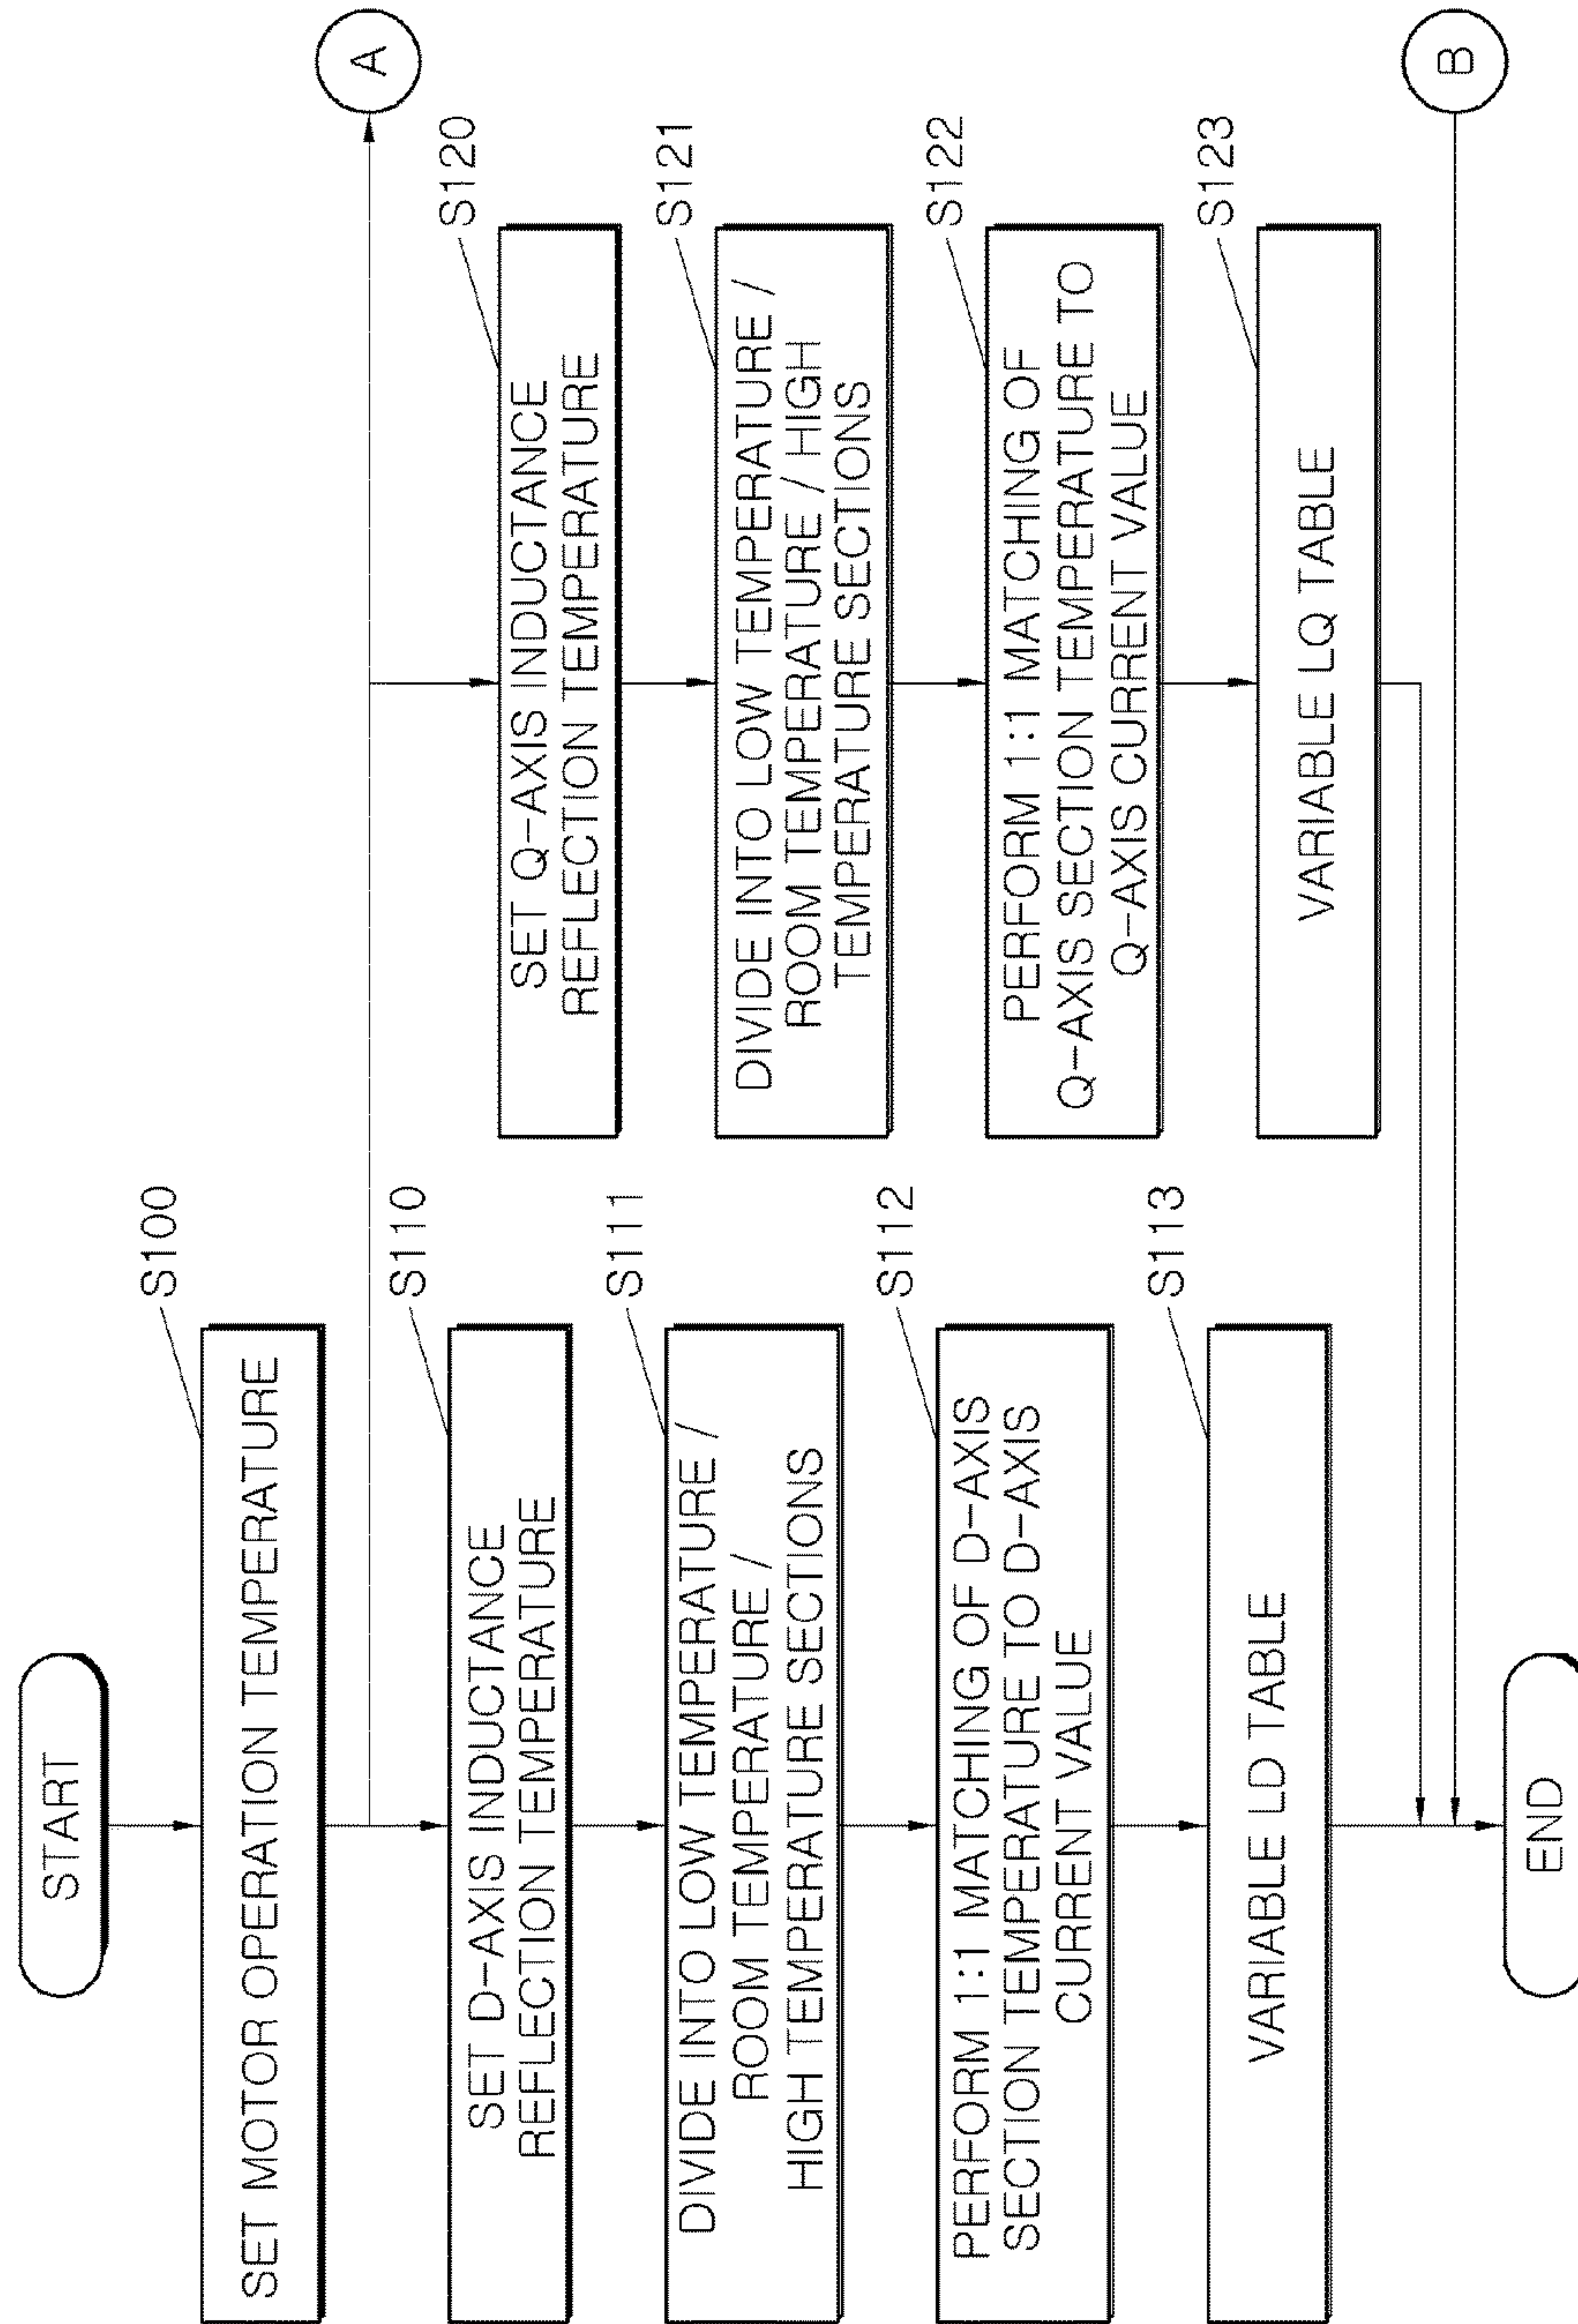 START
S100
SET MOTOR OPERATION TEMPERATURE
A
S110
SET D-AXIS INDUCTANCE
REFLECTION TEMPERATURE
S111
DIVIDE INTO LOW TEMPERATURE /
ROOM TEMPERATURE /
HIGH TEMPERATURE SECTIONS
S112
PERFORM 1:1 MATCHING OF D-AXIS
SECTION TEMPERATURE TO D-AXIS
CURRENT VALUE
S113
VARIABLE LD TABLE
S120
SET Q-AXIS INDUCTANCE
REFLECTION TEMPERATURE
S121
DIVIDE INTO LOW TEMPERATURE /
ROOM TEMPERATURE / HIGH
TEMPERATURE SECTIONS
S122
PERFORM 1:1 MATCHING OF
Q-AXIS SECTION TEMPERATURE TO
Q-AXIS CURRENT VALUE
S123
VARIABLE LQ TABLE
B
END